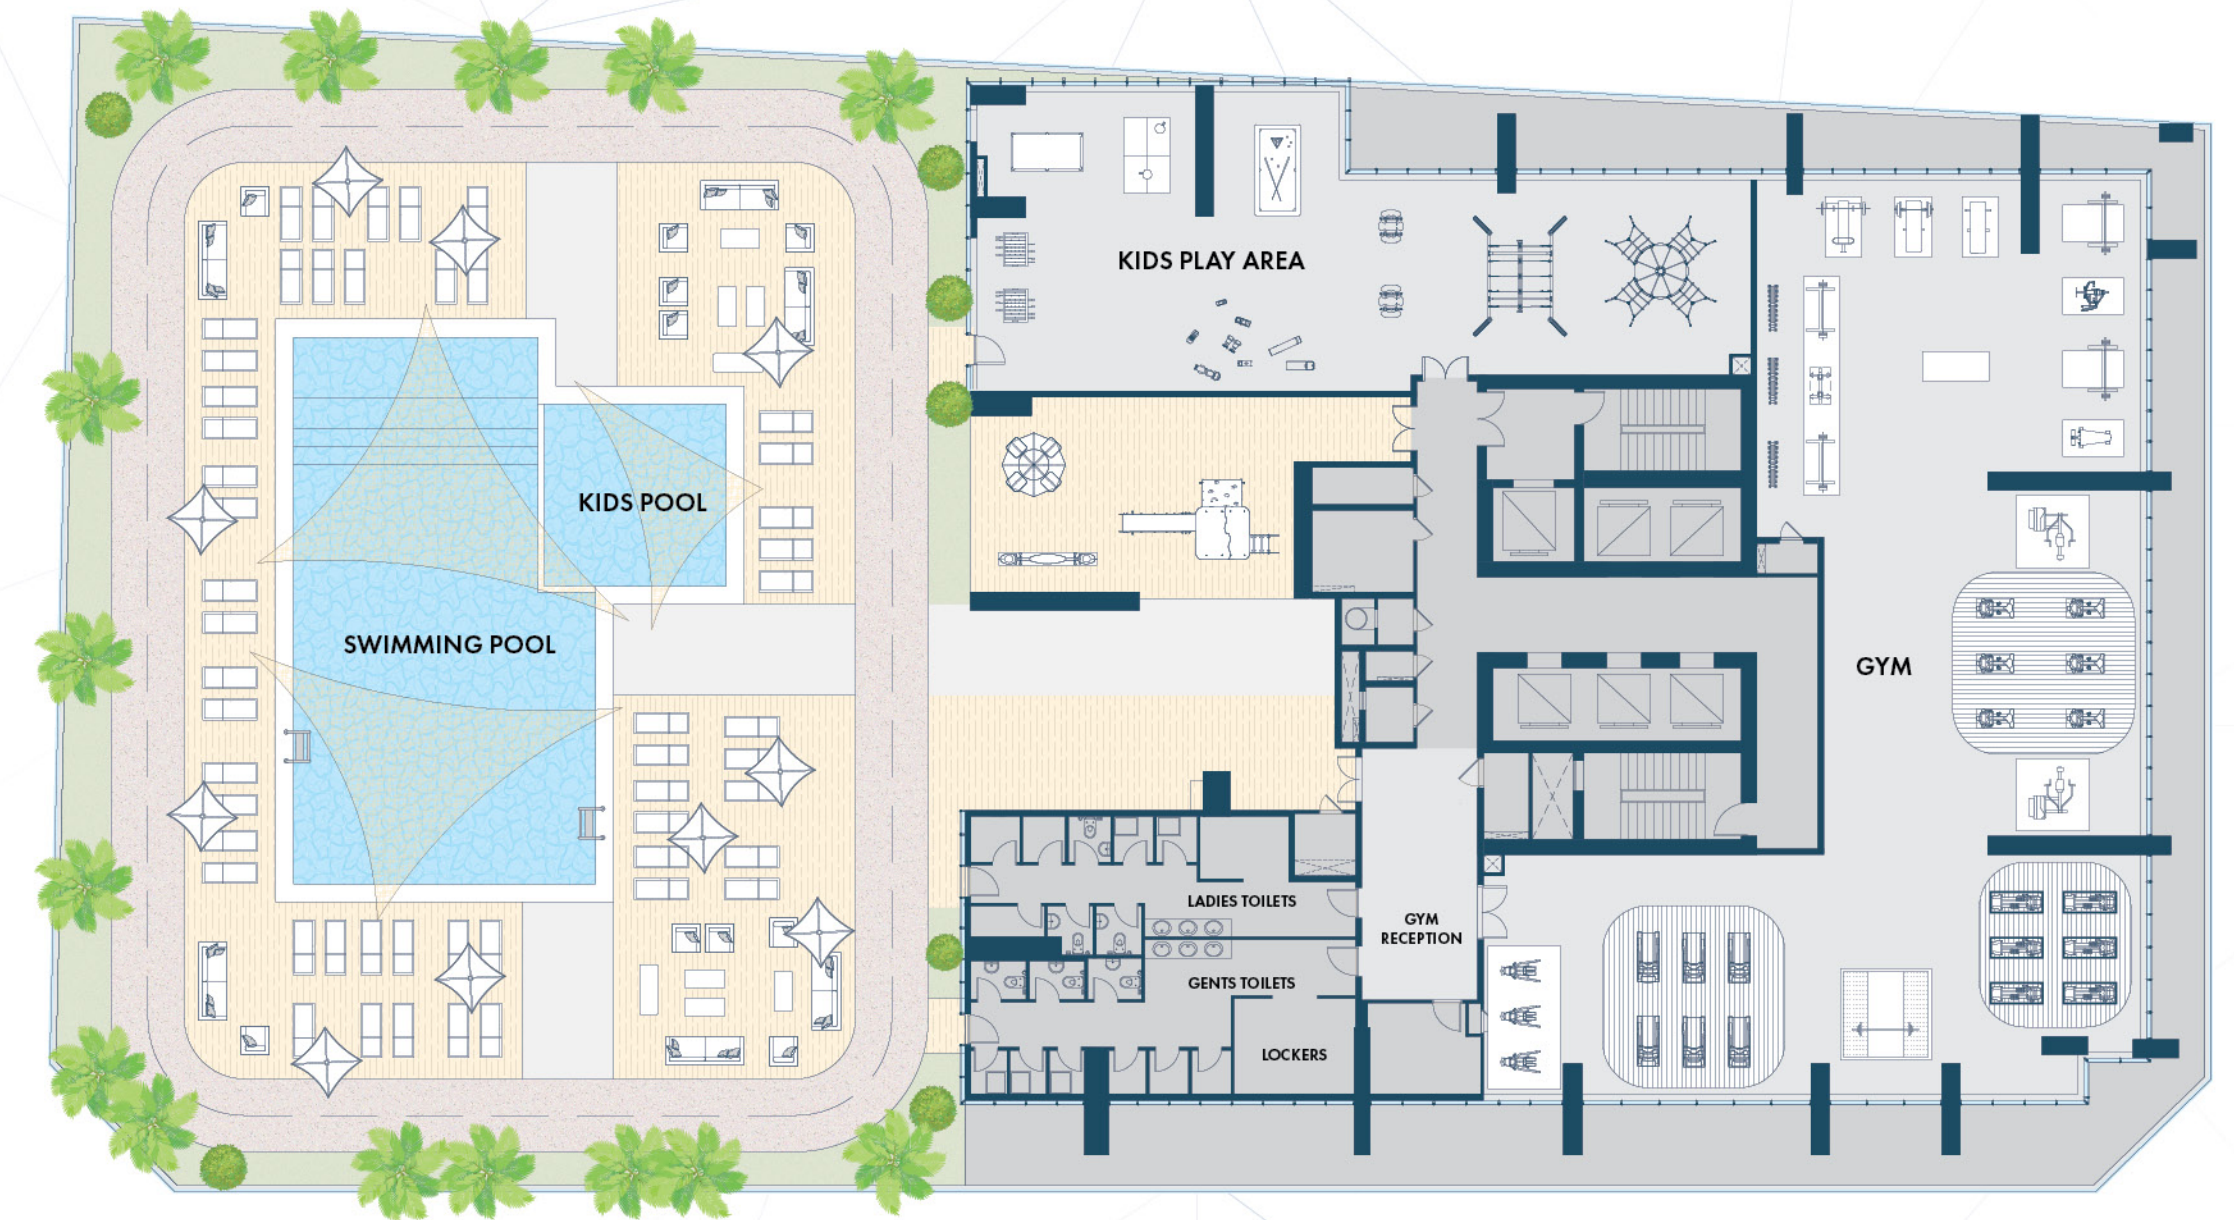 KIDS PLAY AREA
KIDS POOL
SWIMMING POOL
GYM
LADIES TOILETS
GYM
RECEPTION
GENTS TOILETS
LOCKERS